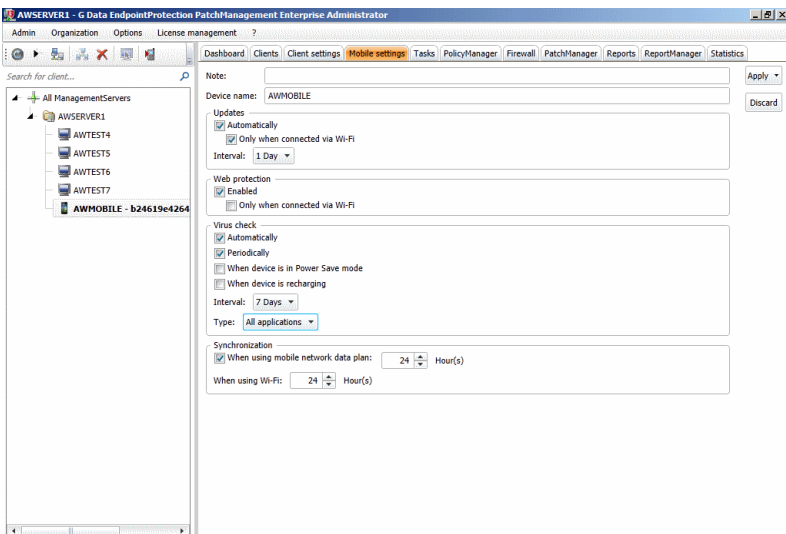 AWSERVER1 - G Data EndpointProtection PatchManagement Enterprise Administrator
Admin Organization Options License management ?
Dashboard Clients Client settings Mobile settings Tasks PolicyManager Firewall PatchManager Reports ReportManager Statistics
Search for client...
All ManagementServers
AWSERVER1
AWTEST4
AWTEST5
AWTEST6
AWTEST7
AWMOBILE - b24619e4264
Note:
Apply
Device name: AWMOBILE
Discard
Updates
Automatically
Only when connected via Wi-Fi
Interval: 1 Day
Web protection
Enabled
Only when connected via Wi-Fi
Virus check
Automatically
Periodically
When device is in Power Save mode
When device is recharging
Interval: 7 Days
Type: All applications
Synchronization
When using mobile network data plan: 24 Hour(s)
When using Wi-Fi: 24 Hour(s)